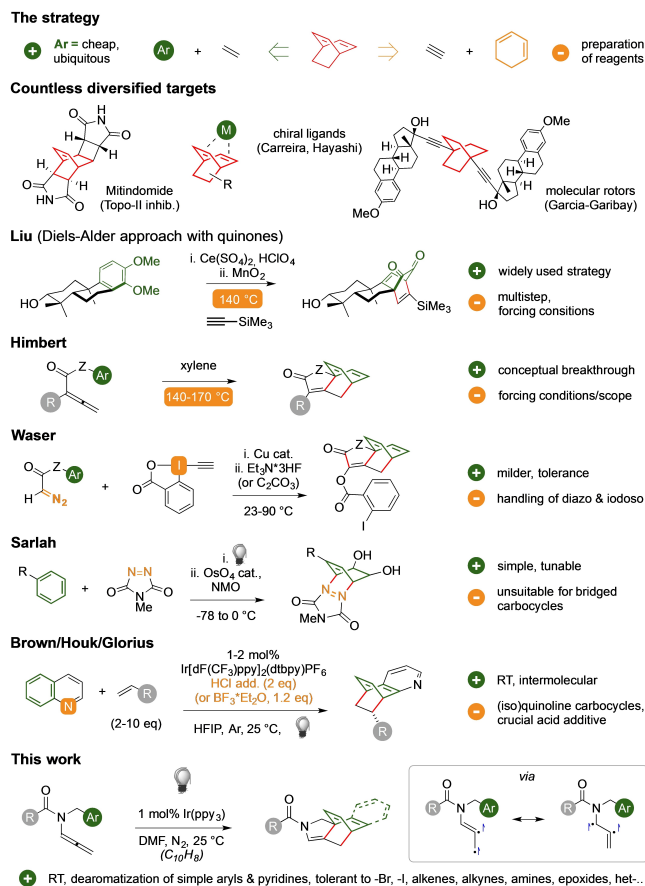 The strategy
+ Ar = cheap, ubiquitous
Ar + +
- preparation of reagents
Countless diversified targets
H
N
O O
H H
H H
O O
N
H
Mitindomide
(Topo-II inhib.)
M
R
chiral ligands
(Carreira, Hayashi)
OH
H
H H
MeO
OMe
H
H H
HO
molecular rotors
(Garcia-Garibay)
Liu (Diels-Alder approach with quinones)
HO
OMe
OMe
i. Ce(SO4)2, HClO4
ii. MnO2
140 °C
SiMe3
HO
O
O
SiMe3
+ widely used strategy
- multistep,
forcing consitions
Himbert
O Z Ar
R
xylene
140-170 °C
O Z
R
+ conceptual breakthrough
- forcing conditions/scope
Waser
O Z Ar
H N2
+
O I
O
i. Cu cat.
ii. Et3N*3HF
(or C2CO3)
23-90 °C
O Z
O
O
I
+ milder, tolerance
- handling of diazo & iodoso
Sarlah
R
+
N=N
O N O
Me
i.
ii. OsO4 cat.,
NMO
-78 to 0 °C
R OH
OH
N N
O
MeN O
+ simple, tunable
- unsuitable for bridged
carbocycles
Brown/Houk/Glorius
N
+
R
(2-10 eq)
1-2 mol%
Ir[dF(CF3)ppy]2(dtbpy)PF6
HCl add. (2 eq)
(or BF3*Et2O, 1.2 eq)
HFIP, Ar, 25 °C,
N
R
+ RT, intermolecular
- (iso)quinoline carbocycles,
crucial acid additive
This work
O
R N Ar
1 mol% Ir(ppy3)
DMF, N2, 25 °C
(C10H8)
O
R N
via
O
R N Ar
O
R N Ar
+ RT, dearomatization of simple aryls & pyridines, tolerant to -Br, -I, alkenes, alkynes, amines, epoxides, het-..